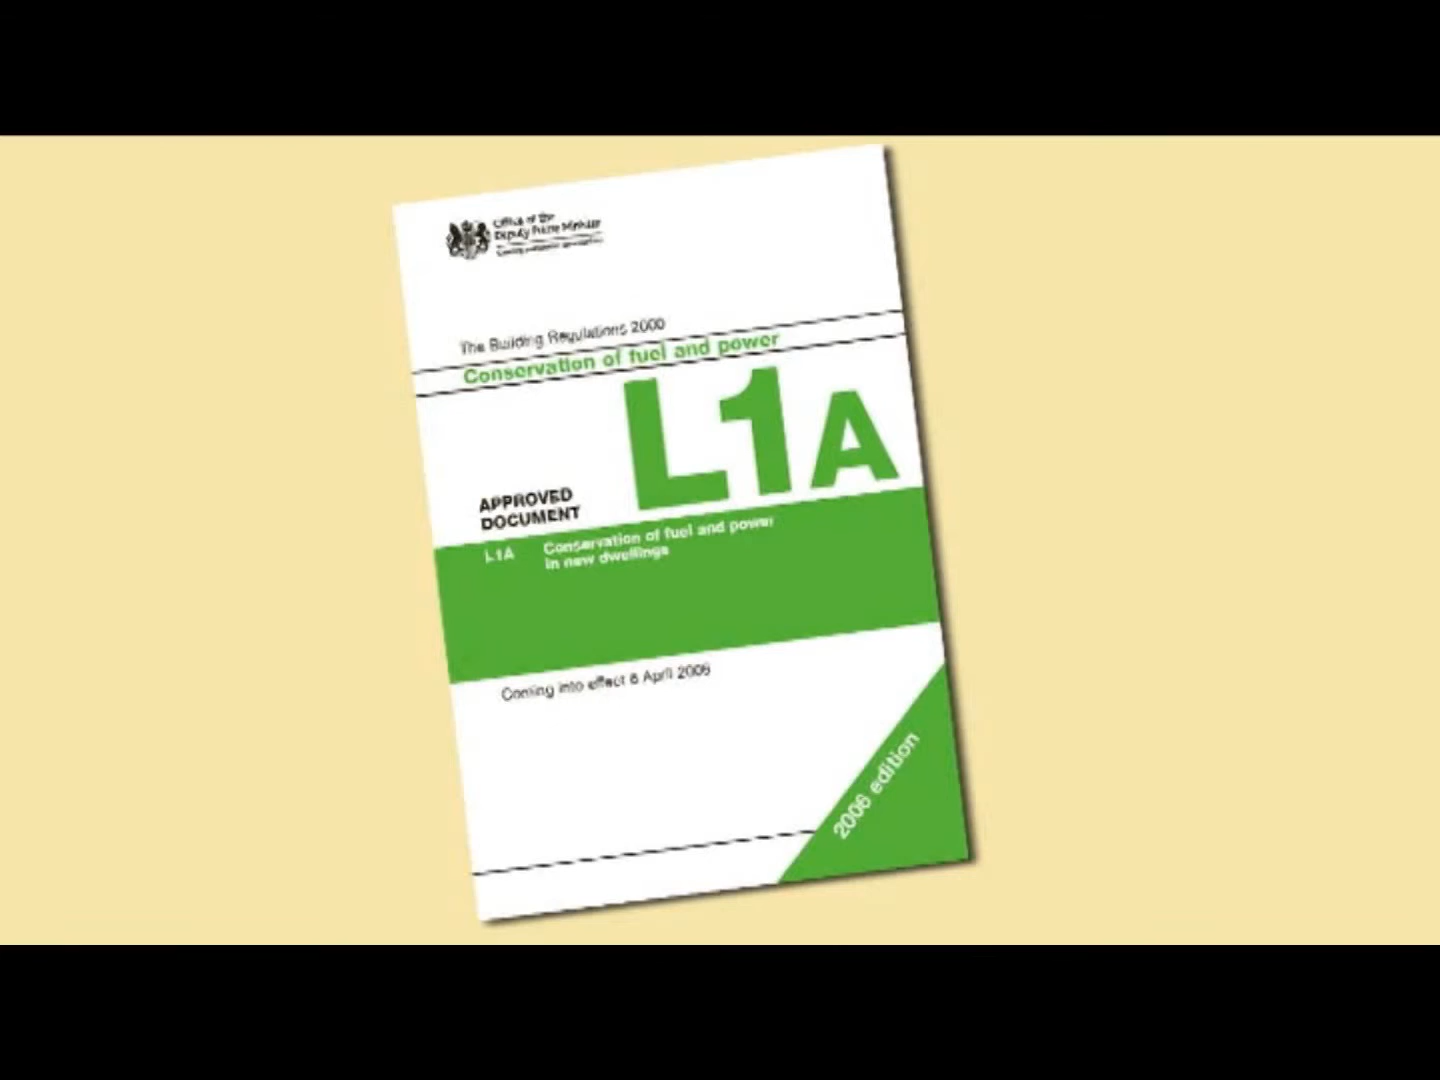 Office of the
Deputy Prime Minister
The Building Regulations 2000
Conservation of fuel and power
L1A
APPROVED
DOCUMENT
L1A Conservation of fuel and power
in new dwellings
Coming into effect 6 April 2006
2006 edition